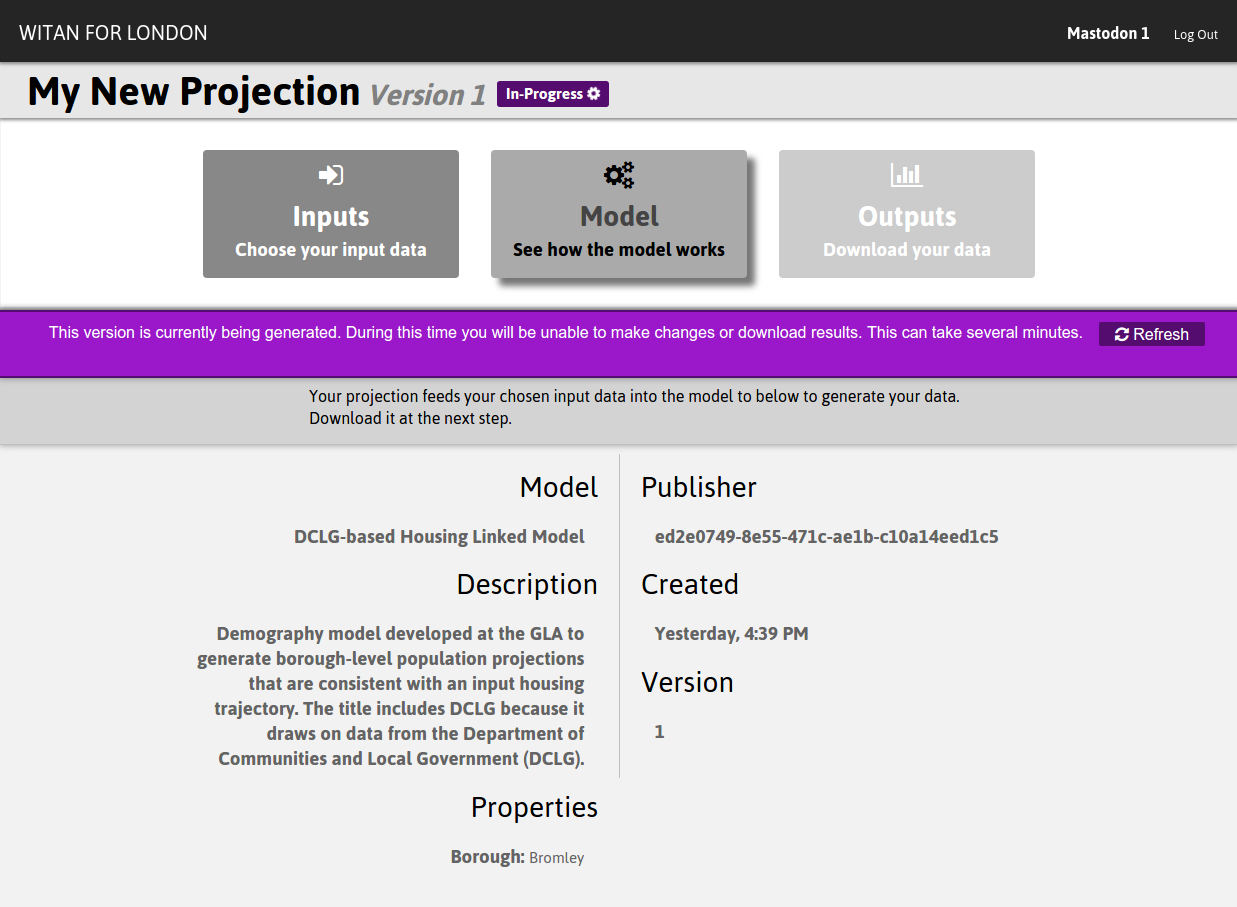 WITAN FOR LONDON
Mastodon 1 Log Out
My New Projection Version 1 In-Progress
Inputs
Choose your input data
Model
See how the model works
Outputs
Download your data
This version is currently being generated. During this time you will be unable to make changes or download results. This can take several minutes. Refresh
Your projection feeds your chosen input data into the model to below to generate your data.
Download it at the next step.
Model
DCLG-based Housing Linked Model
Description
Demography model developed at the GLA to
generate borough-level population projections
that are consistent with an input housing
trajectory. The title includes DCLG because it
draws on data from the Department of
Communities and Local Government (DCLG).
Properties
Borough: Bromley
Publisher
ed2e0749-8e55-471c-ae1b-c10a14eed1c5
Created
Yesterday, 4:39 PM
Version
1